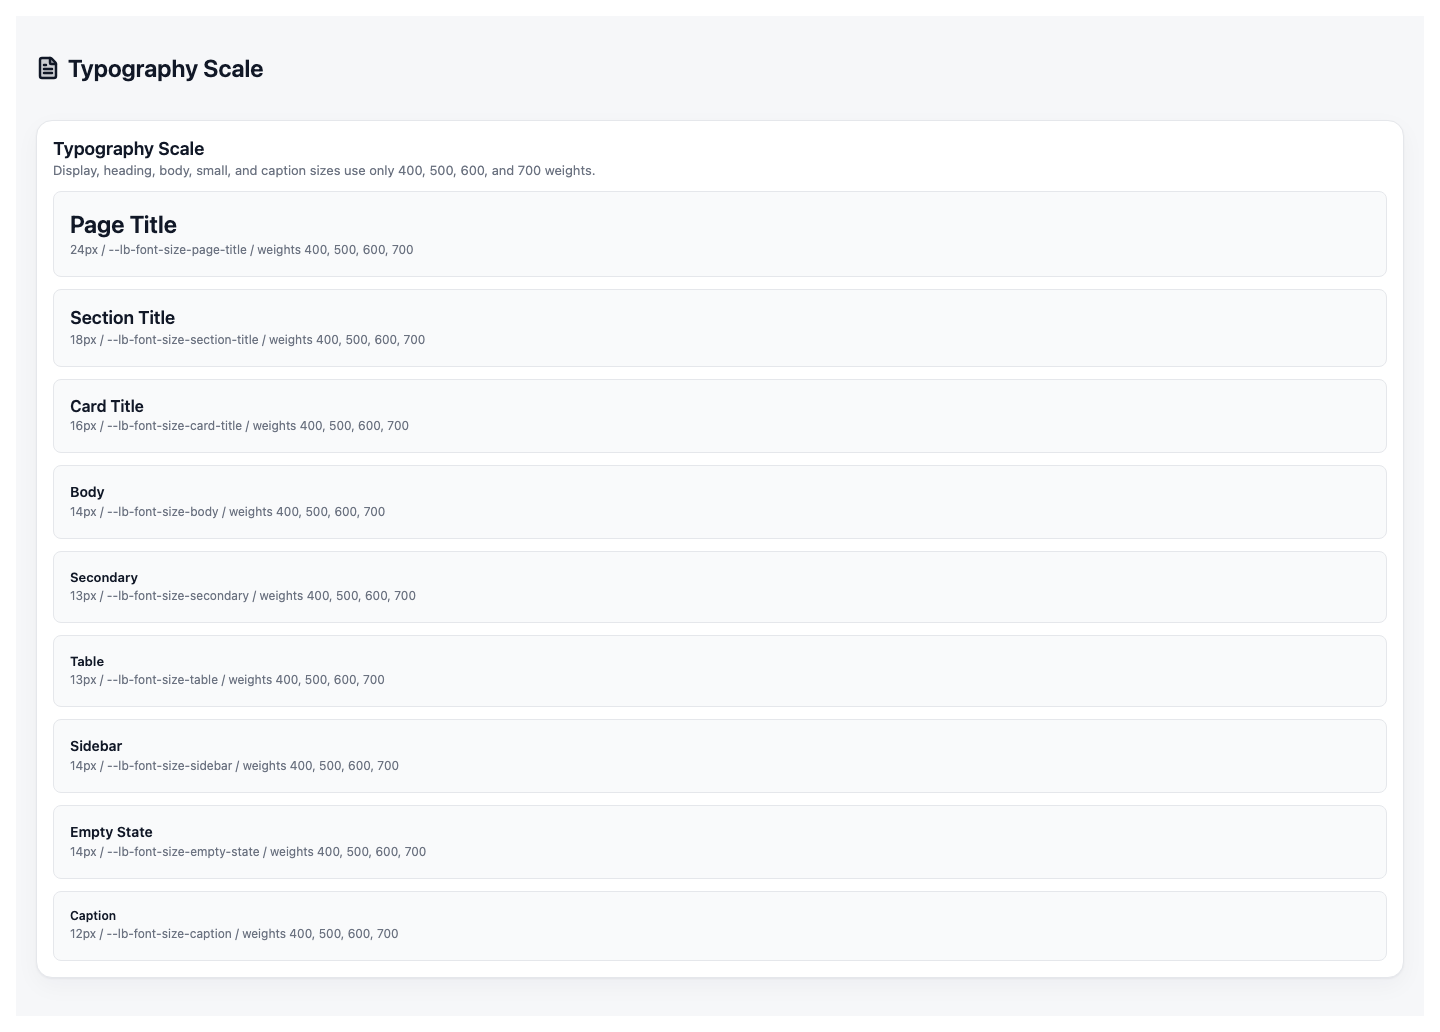 Typography Scale
Typography Scale
Display, heading, body, small, and caption sizes use only 400, 500, 600, and 700 weights.
Page Title
24px / --lb-font-size-page-title / weights 400, 500, 600, 700
Section Title
18px / --lb-font-size-section-title / weights 400, 500, 600, 700
Card Title
16px / --lb-font-size-card-title / weights 400, 500, 600, 700
Body
14px / --lb-font-size-body / weights 400, 500, 600, 700
Secondary
13px / --lb-font-size-secondary / weights 400, 500, 600, 700
Table
13px / --lb-font-size-table / weights 400, 500, 600, 700
Sidebar
14px / --lb-font-size-sidebar / weights 400, 500, 600, 700
Empty State
14px / --lb-font-size-empty-state / weights 400, 500, 600, 700
Caption
12px / --lb-font-size-caption / weights 400, 500, 600, 700